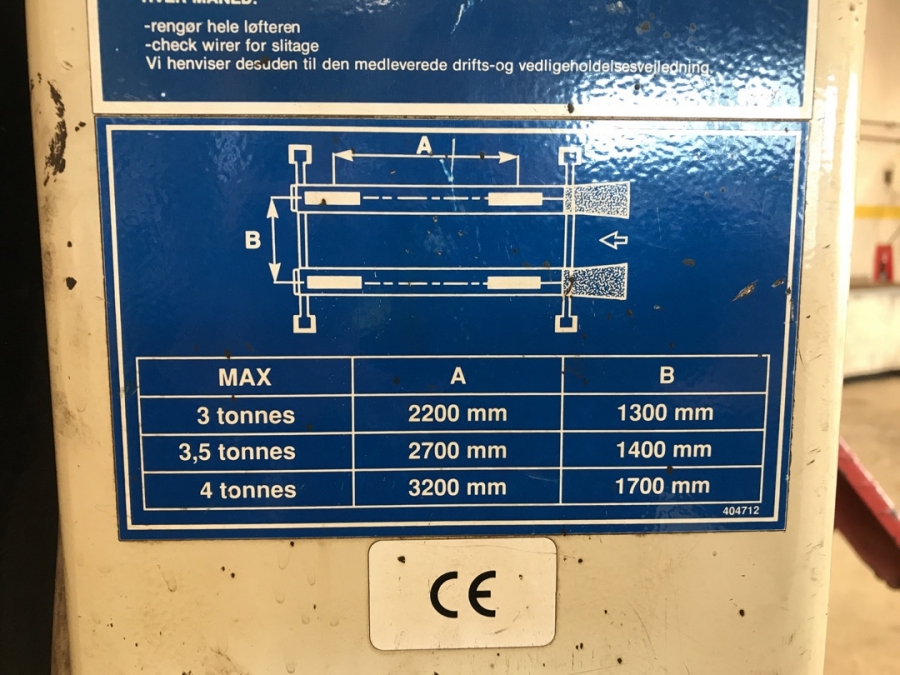 HVER MÅNED:
-rengør hele løfteren
-check wirer for slitage
Vi henviser desuden til den medleverede drifts-og vedligeholdelsesvejledning.
A
B
MAX A B
3 tonnes 2200 mm 1300 mm
3,5 tonnes 2700 mm 1400 mm
4 tonnes 3200 mm 1700 mm
404712
CE